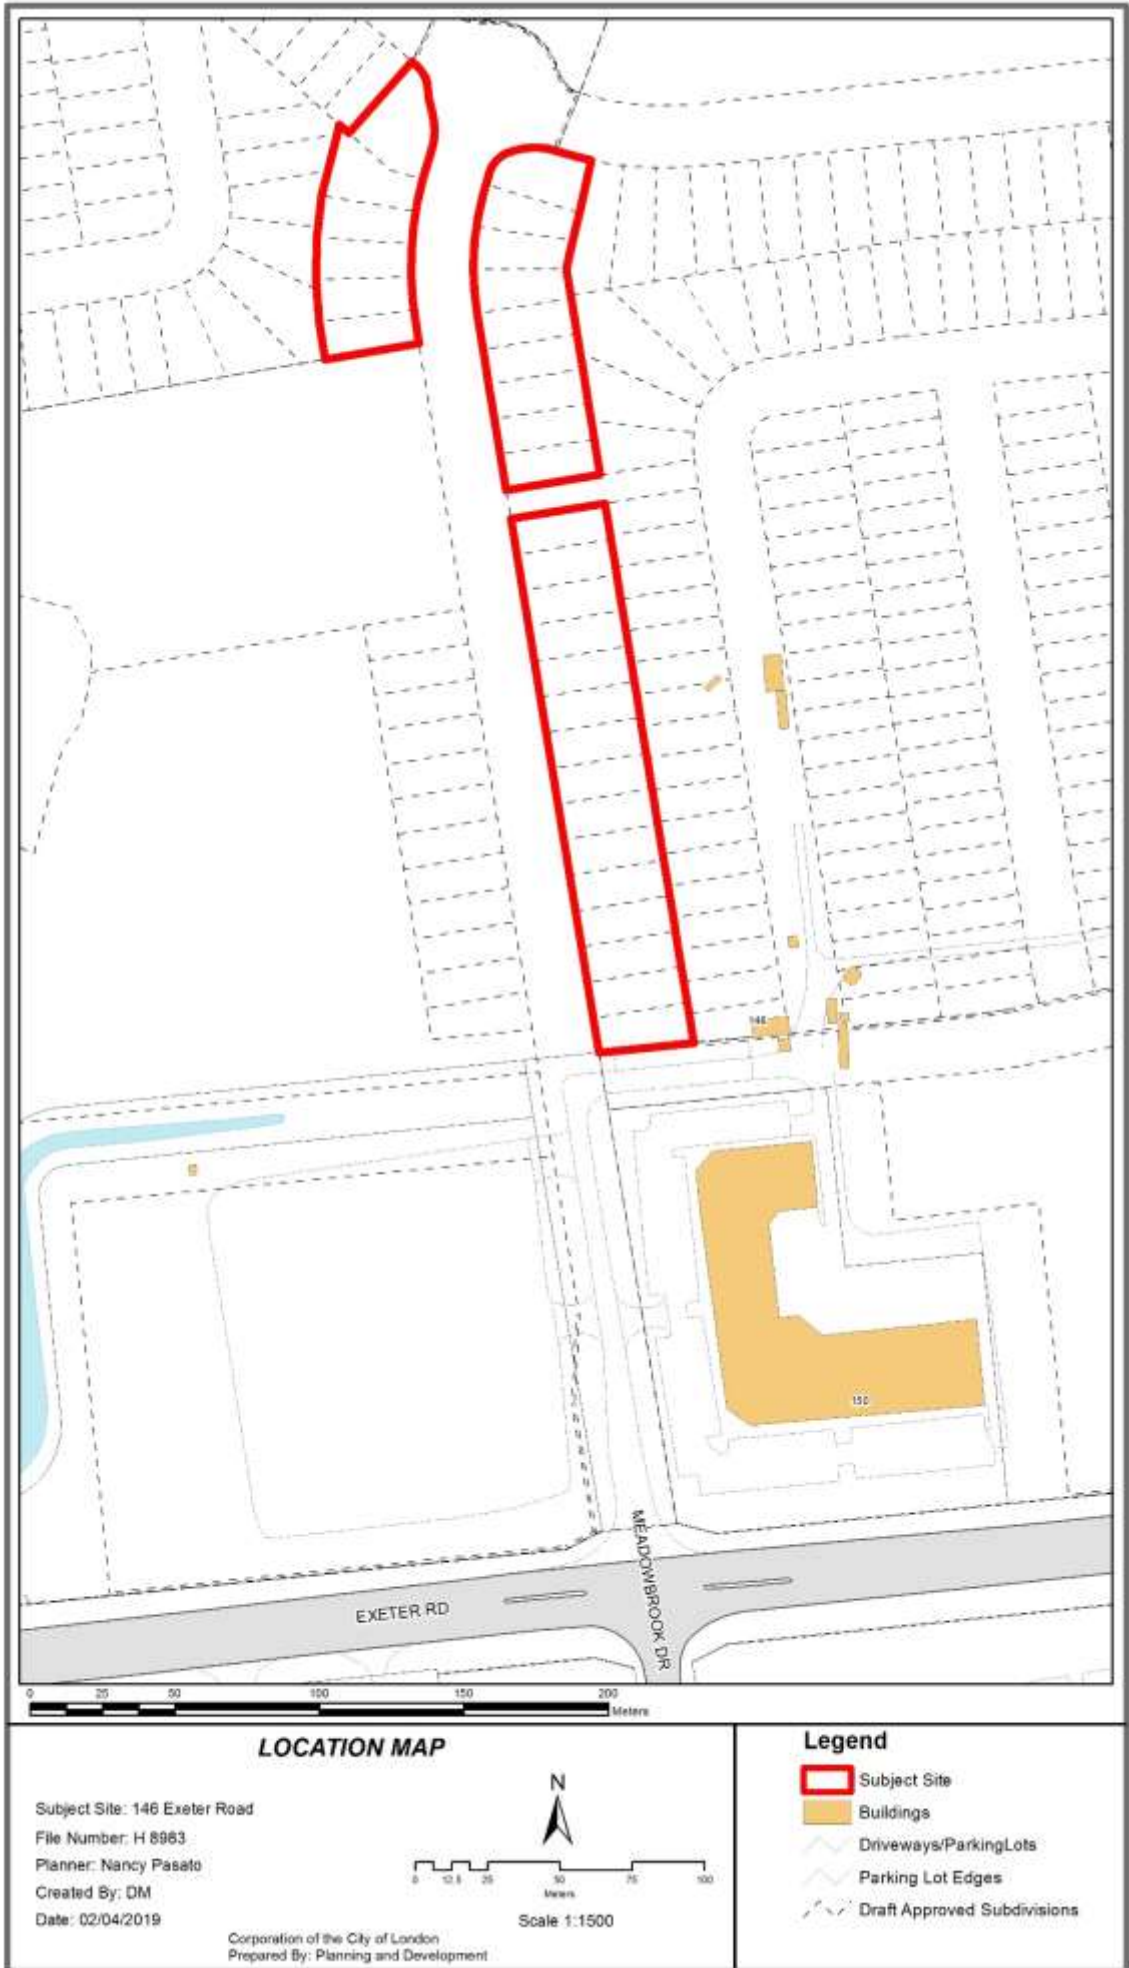 146
150
EXETER RD
MEADOWBROOK DR
0 25 50 100 150 200
Meters
LOCATION MAP
Subject Site: 146 Exeter Road
File Number: H 8983
Planner: Nancy Pasato
Created By: DM
Date: 02/04/2019
Corporation of the City of London
Prepared By: Planning and Development
N
0 12.5 25 50 75 100
Meters
Scale 1:1500
Legend
Subject Site
Buildings
Driveways/ParkingLots
Parking Lot Edges
Draft Approved Subdivisions